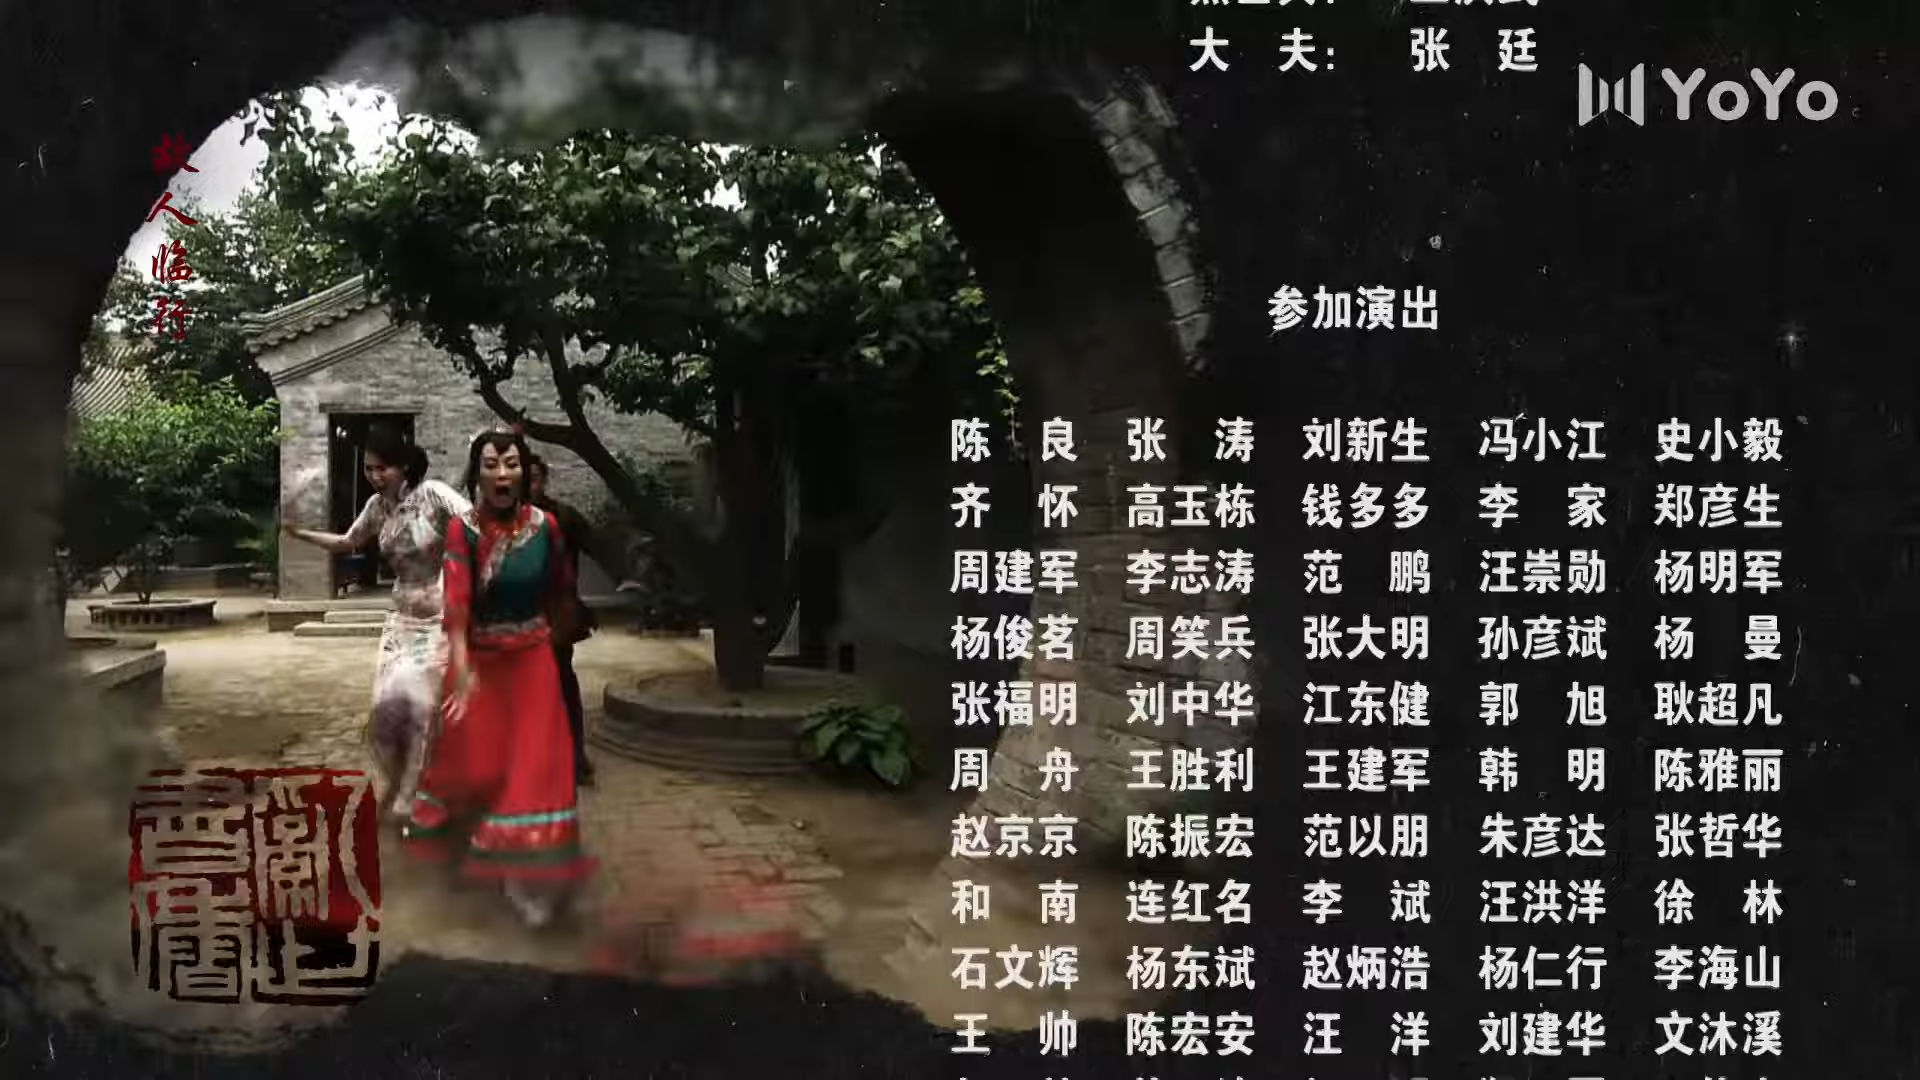 大 夫： 张 廷
YoYo
故人临行
参加演出
陈 良 张 涛 刘新生 冯小江 史小毅
齐 怀 高玉栋 钱多多 李 家 郑彦生
周建军 李志涛 范 鹏 汪崇勋 杨明军
杨俊茗 周笑兵 张大明 孙彦斌 杨 曼
张福明 刘中华 江东健 郭 旭 耿超凡
周 舟 王胜利 王建军 韩 明 陈雅丽
赵京京 陈振宏 范以朋 朱彦达 张哲华
和 南 连红名 李 斌 汪洪洋 徐 林
石文辉 杨东斌 赵炳浩 杨仁行 李海山
王 帅 陈宏安 汪 洋 刘建华 文沐溪